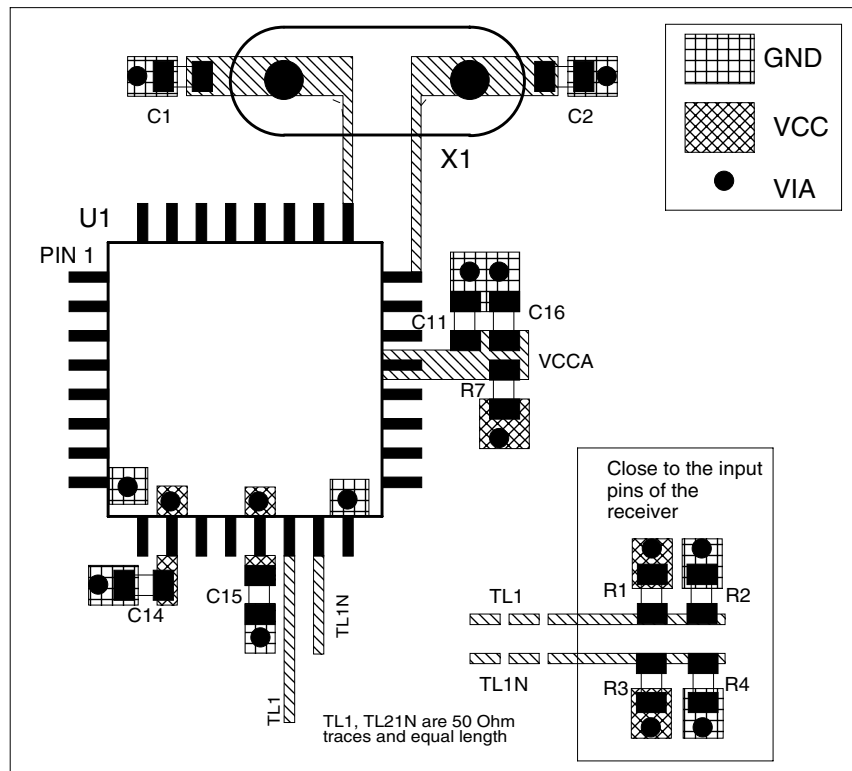 GND
VCC
VIA
C1
C2
X1
U1
PIN 1
C11
C16
VCCA
R7
C14
C15
TL1
TL1N
TL1, TL21N are 50 Ohm
traces and equal length
Close to the input
pins of the
receiver
R1
R2
TL1
TL1N
R3
R4